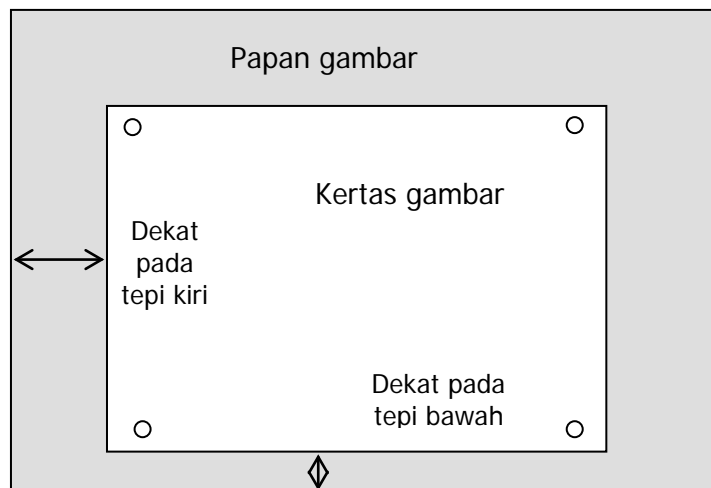 Papan gambar
Kertas gambar
Dekat
pada
tepi kiri
Dekat pada
tepi bawah